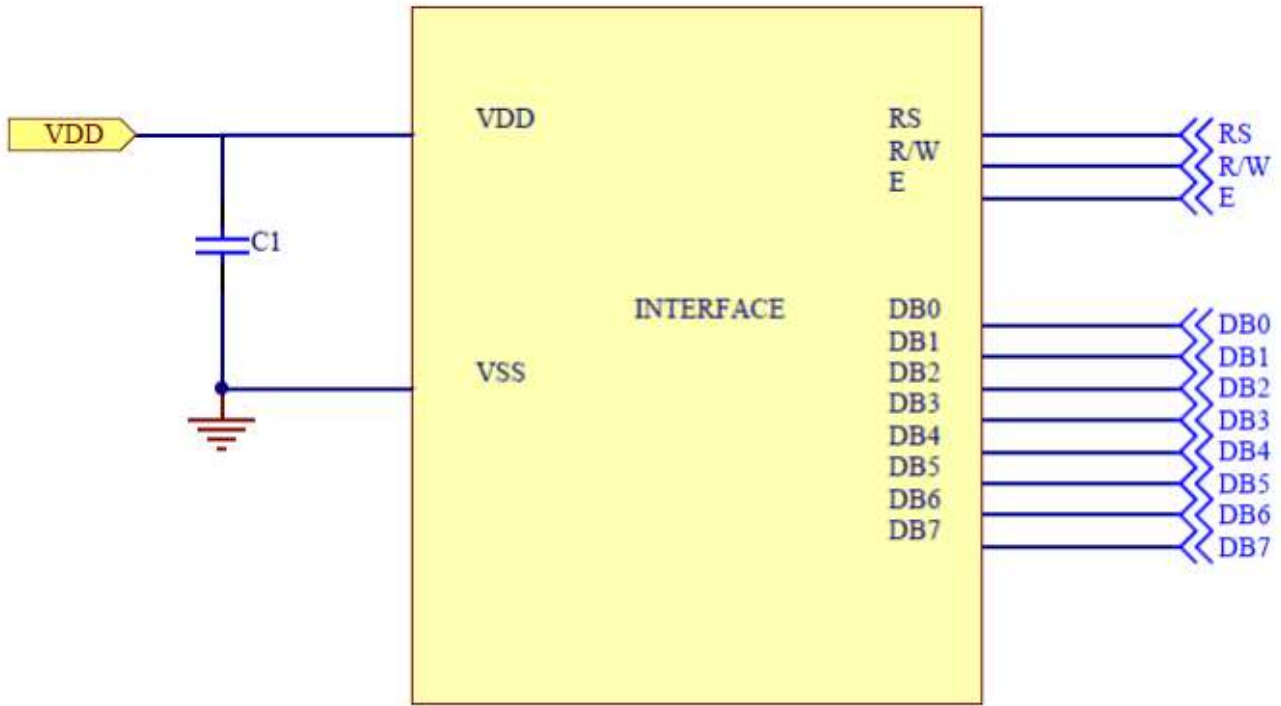 VDD
VDD
C1
VSS
INTERFACE
RS
R/W
E
DB0
DB1
DB2
DB3
DB4
DB5
DB6
DB7
RS
R/W
E
DB0
DB1
DB2
DB3
DB4
DB5
DB6
DB7